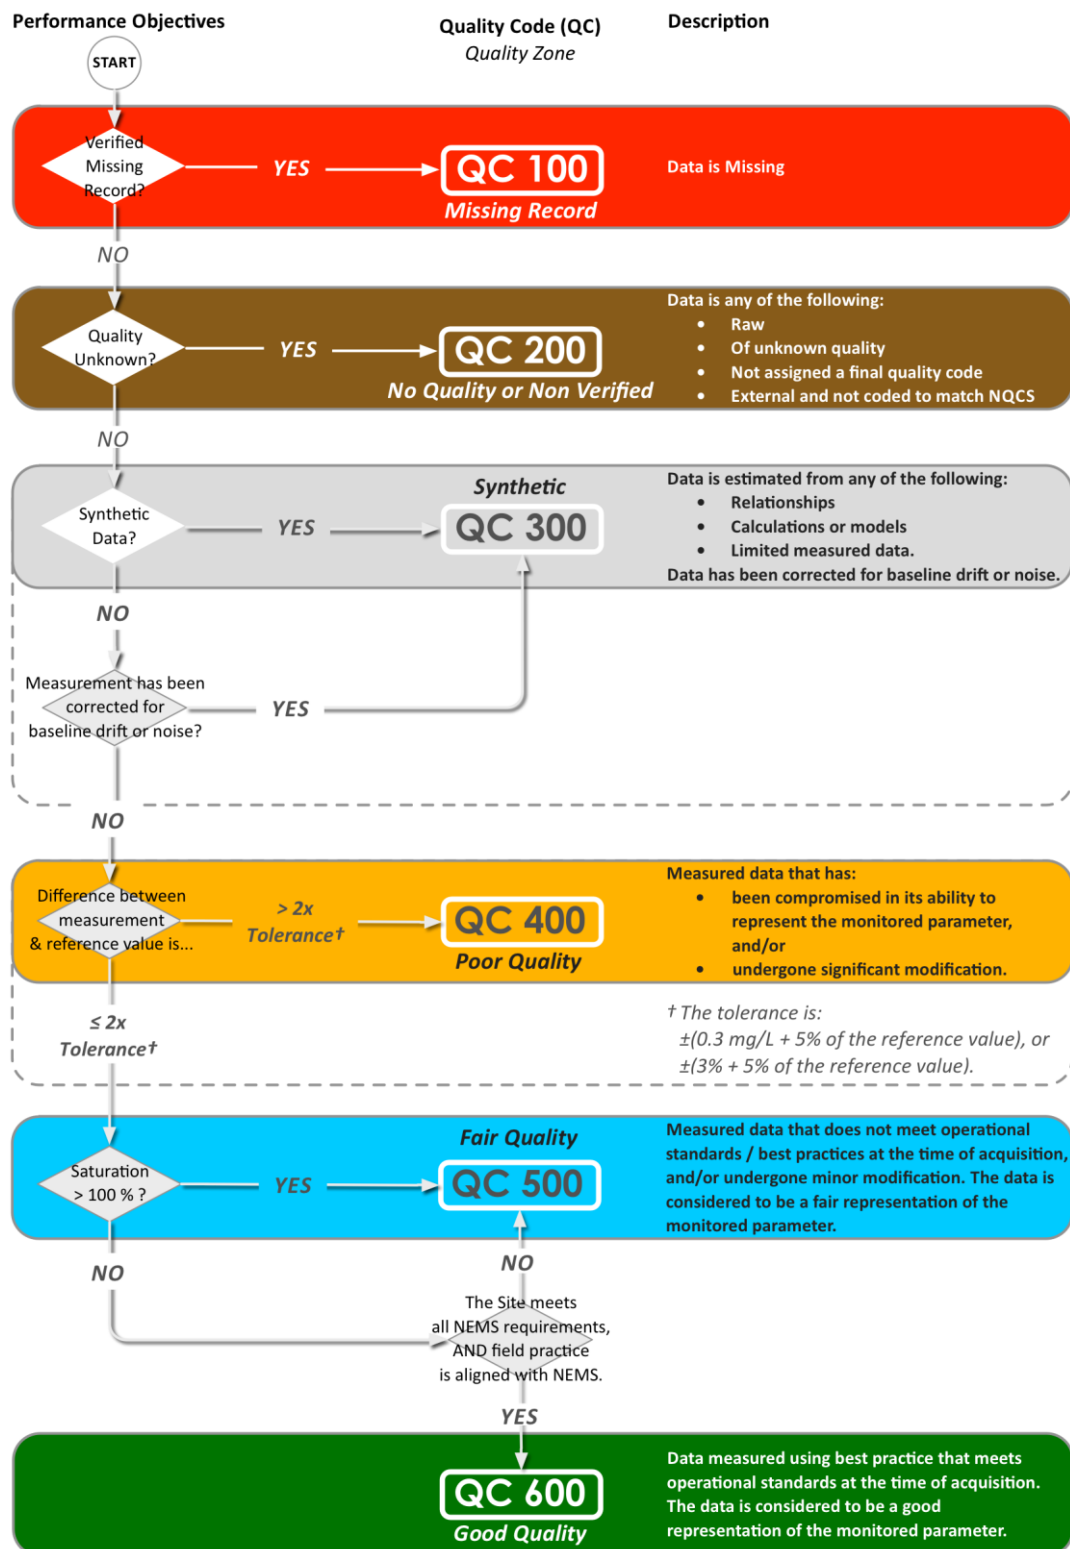 Performance Objectives
Quality Code (QC)
Quality Zone
Description
START
Verified
Missing
Record?
YES
QC 100
Missing Record
Data is Missing
NO
Quality
Unknown?
YES
QC 200
No Quality or Non Verified
Data is any of the following:
• Raw
• Of unknown quality
• Not assigned a final quality code
• External and not coded to match NQCS
NO
Synthetic
Data?
YES
Synthetic
QC 300
Data is estimated from any of the following:
• Relationships
• Calculations or models
• Limited measured data.
Data has been corrected for baseline drift or noise.
NO
Measurement has been
corrected for
baseline drift or noise?
YES
NO
Difference between
measurement
& reference value is...
> 2x
Tolerance†
QC 400
Poor Quality
Measured data that has:
• been compromised in its ability to
represent the monitored parameter,
and/or
• undergone significant modification.
≤ 2x
Tolerance†
† The tolerance is:
±(0.3 mg/L + 5% of the reference value), or
±(3% + 5% of the reference value).
Saturation
> 100 % ?
YES
Fair Quality
QC 500
Measured data that does not meet operational
standards / best practices at the time of acquisition,
and/or undergone minor modification. The data is
considered to be a fair representation of the
monitored parameter.
NO
NO
The Site meets
all NEMS requirements,
AND field practice
is aligned with NEMS.
YES
QC 600
Good Quality
Data measured using best practice that meets
operational standards at the time of acquisition.
The data is considered to be a good
representation of the monitored parameter.